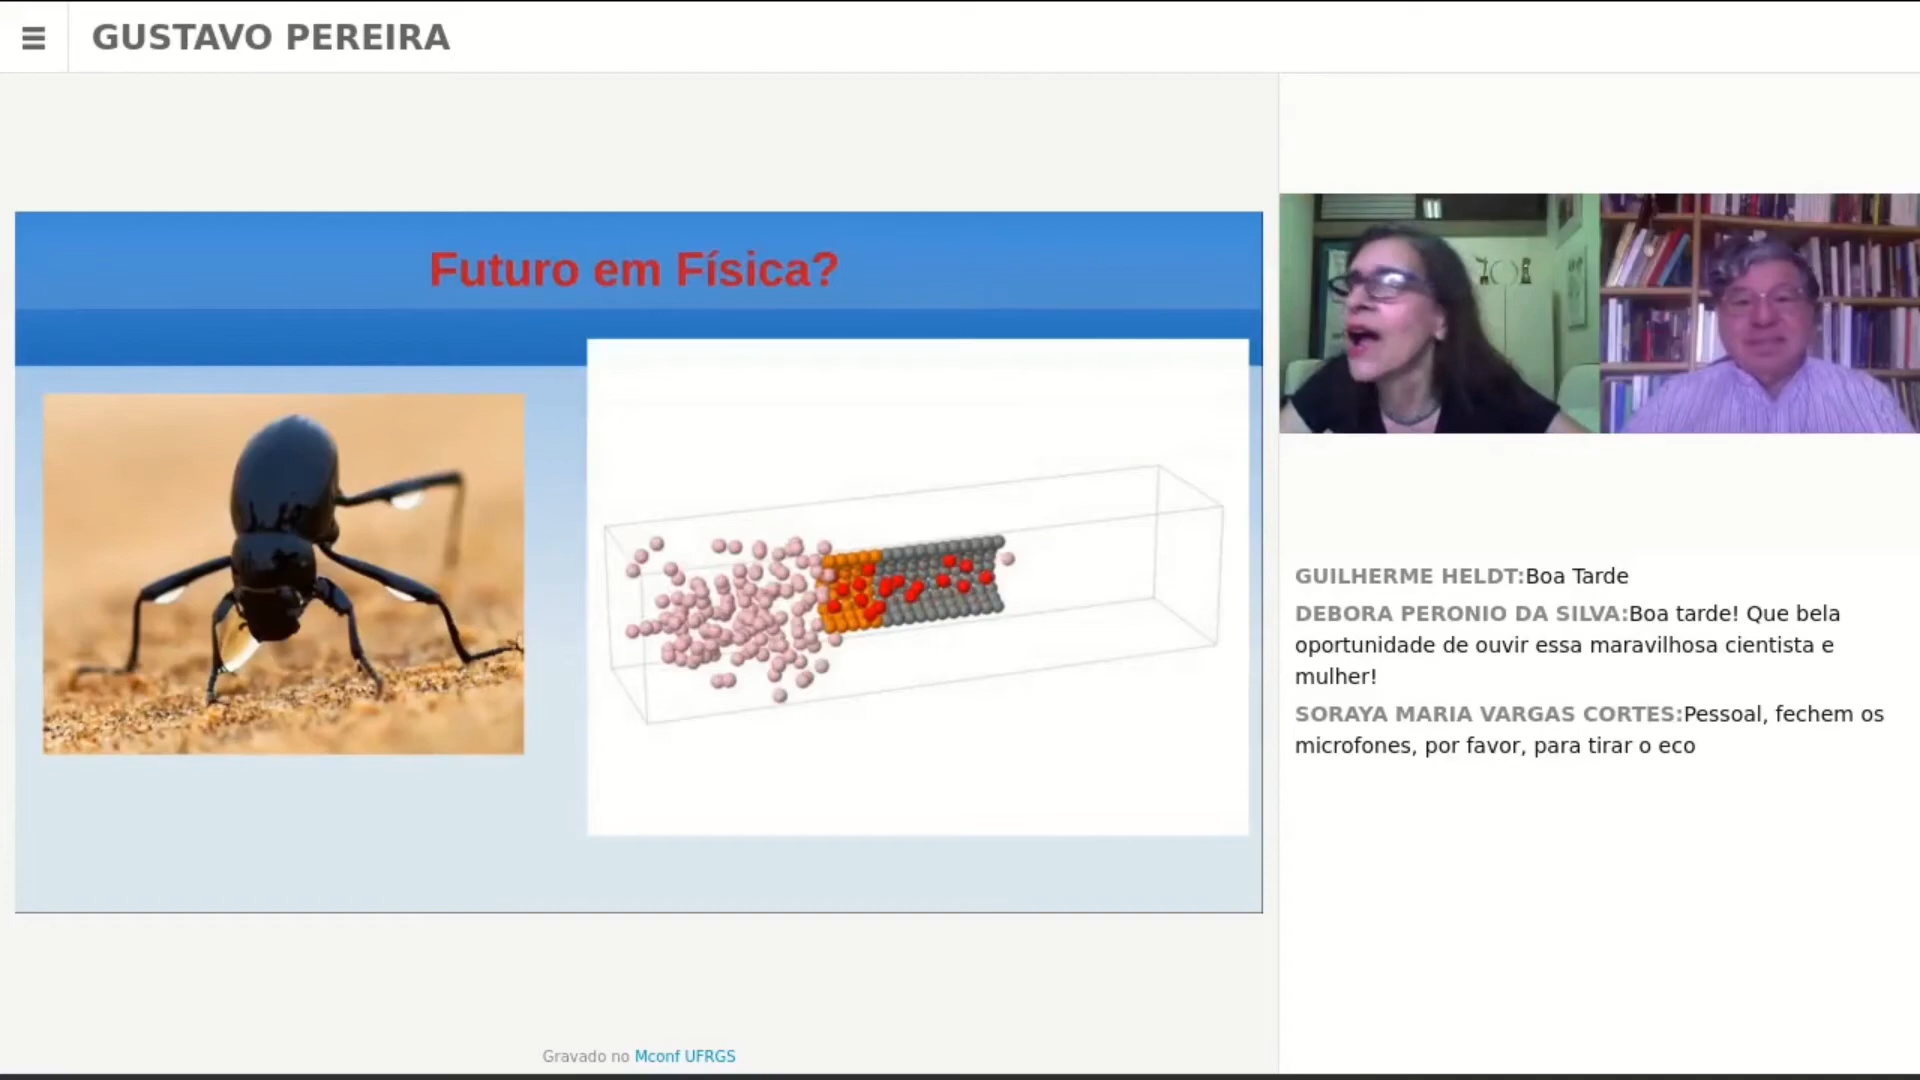 GUSTAVO PEREIRA
Futuro em Física?
GUILHERME HELDT:Boa Tarde
DEBORA PERONIO DA SILVA:Boa tarde! Que bela
oportunidade de ouvir essa maravilhosa cientista e
mulher!
SORAYA MARIA VARGAS CORTES:Pessoal, fechem os
microfones, por favor, para tirar o eco
Gravado no Mconf UFRGS